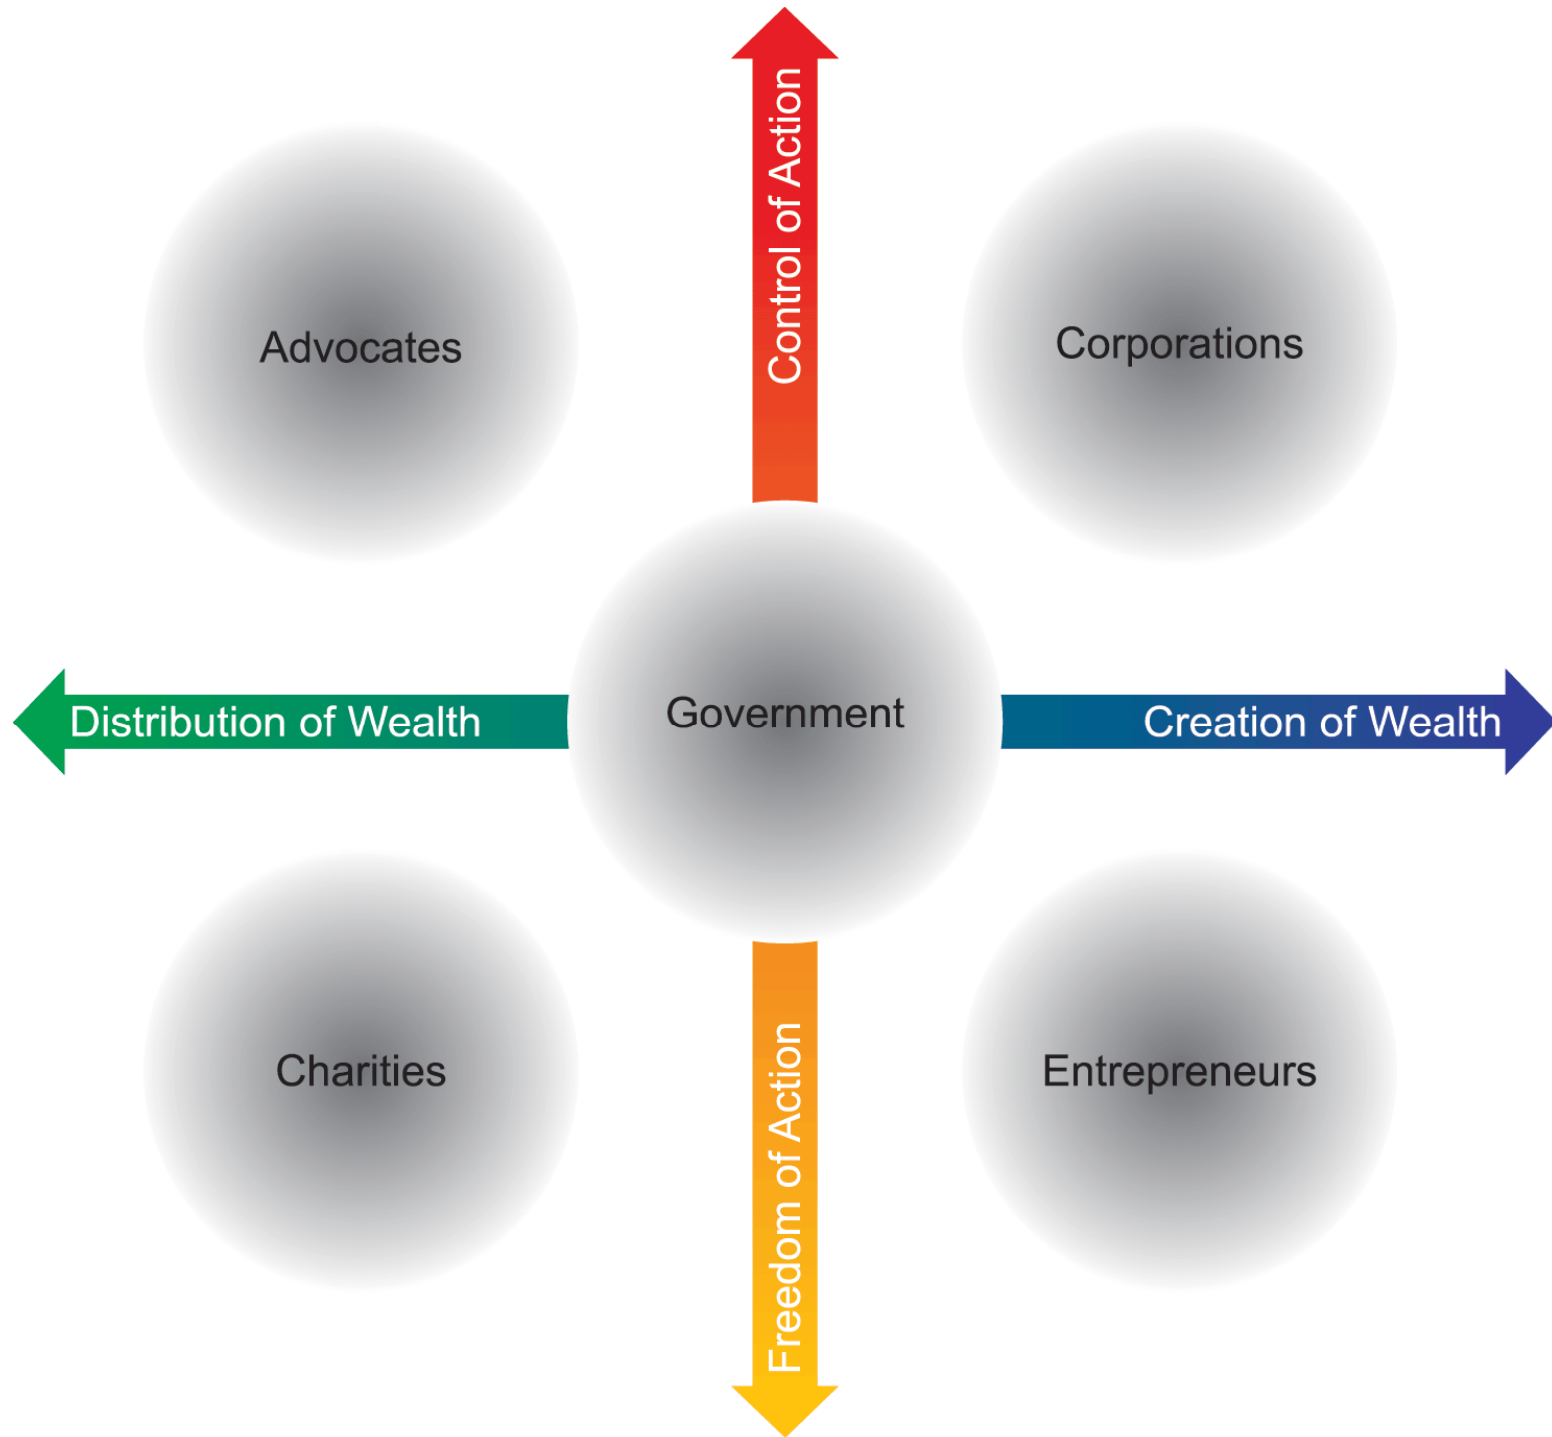 Control of Action
Advocates
Corporations
Government
Distribution of Wealth
Creation of Wealth
Charities
Entrepreneurs
Freedom of Action